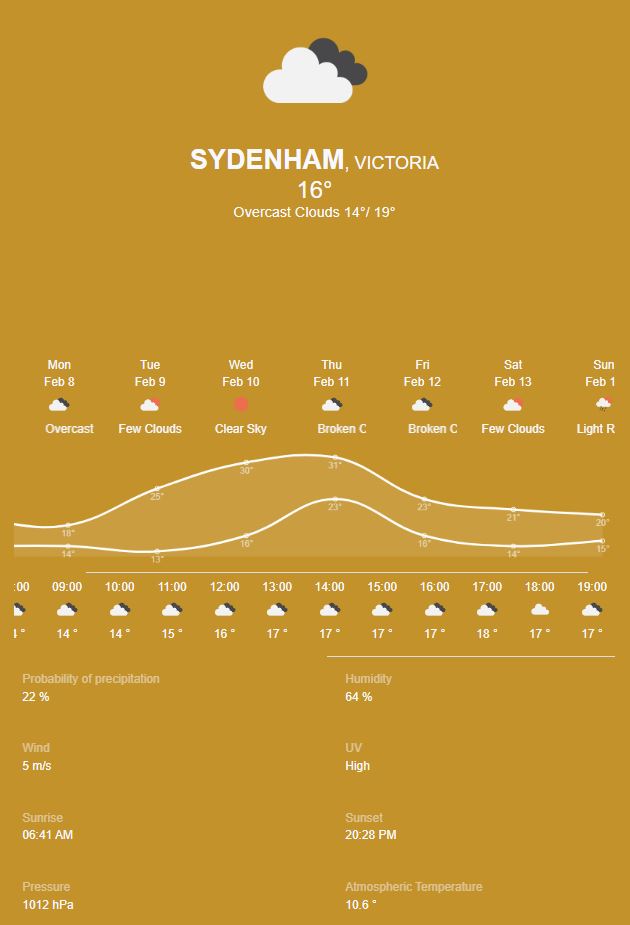 SYDENHAM, VICTORIA
16°
Overcast Clouds 14°/ 19°
Mon Tue Wed Thu Fri Sat Sun
Feb 8 Feb 9 Feb 10 Feb 11 Feb 12 Feb 13 Feb 1
Overcast Few Clouds Clear Sky Broken C Broken C Few Clouds Light R
18° 25° 30° 31° 23° 21° 20°
14° 13° 16° 23° 16° 14° 15°
:00 09:00 10:00 11:00 12:00 13:00 14:00 15:00 16:00 17:00 18:00 19:00
14 ° 14 ° 15 ° 16 ° 17 ° 17 ° 17 ° 17 ° 18 ° 17 ° 17 °
Probability of precipitation Humidity
22 % 64 %
Wind UV
5 m/s High
Sunrise Sunset
06:41 AM 20:28 PM
Pressure Atmospheric Temperature
1012 hPa 10.6 °